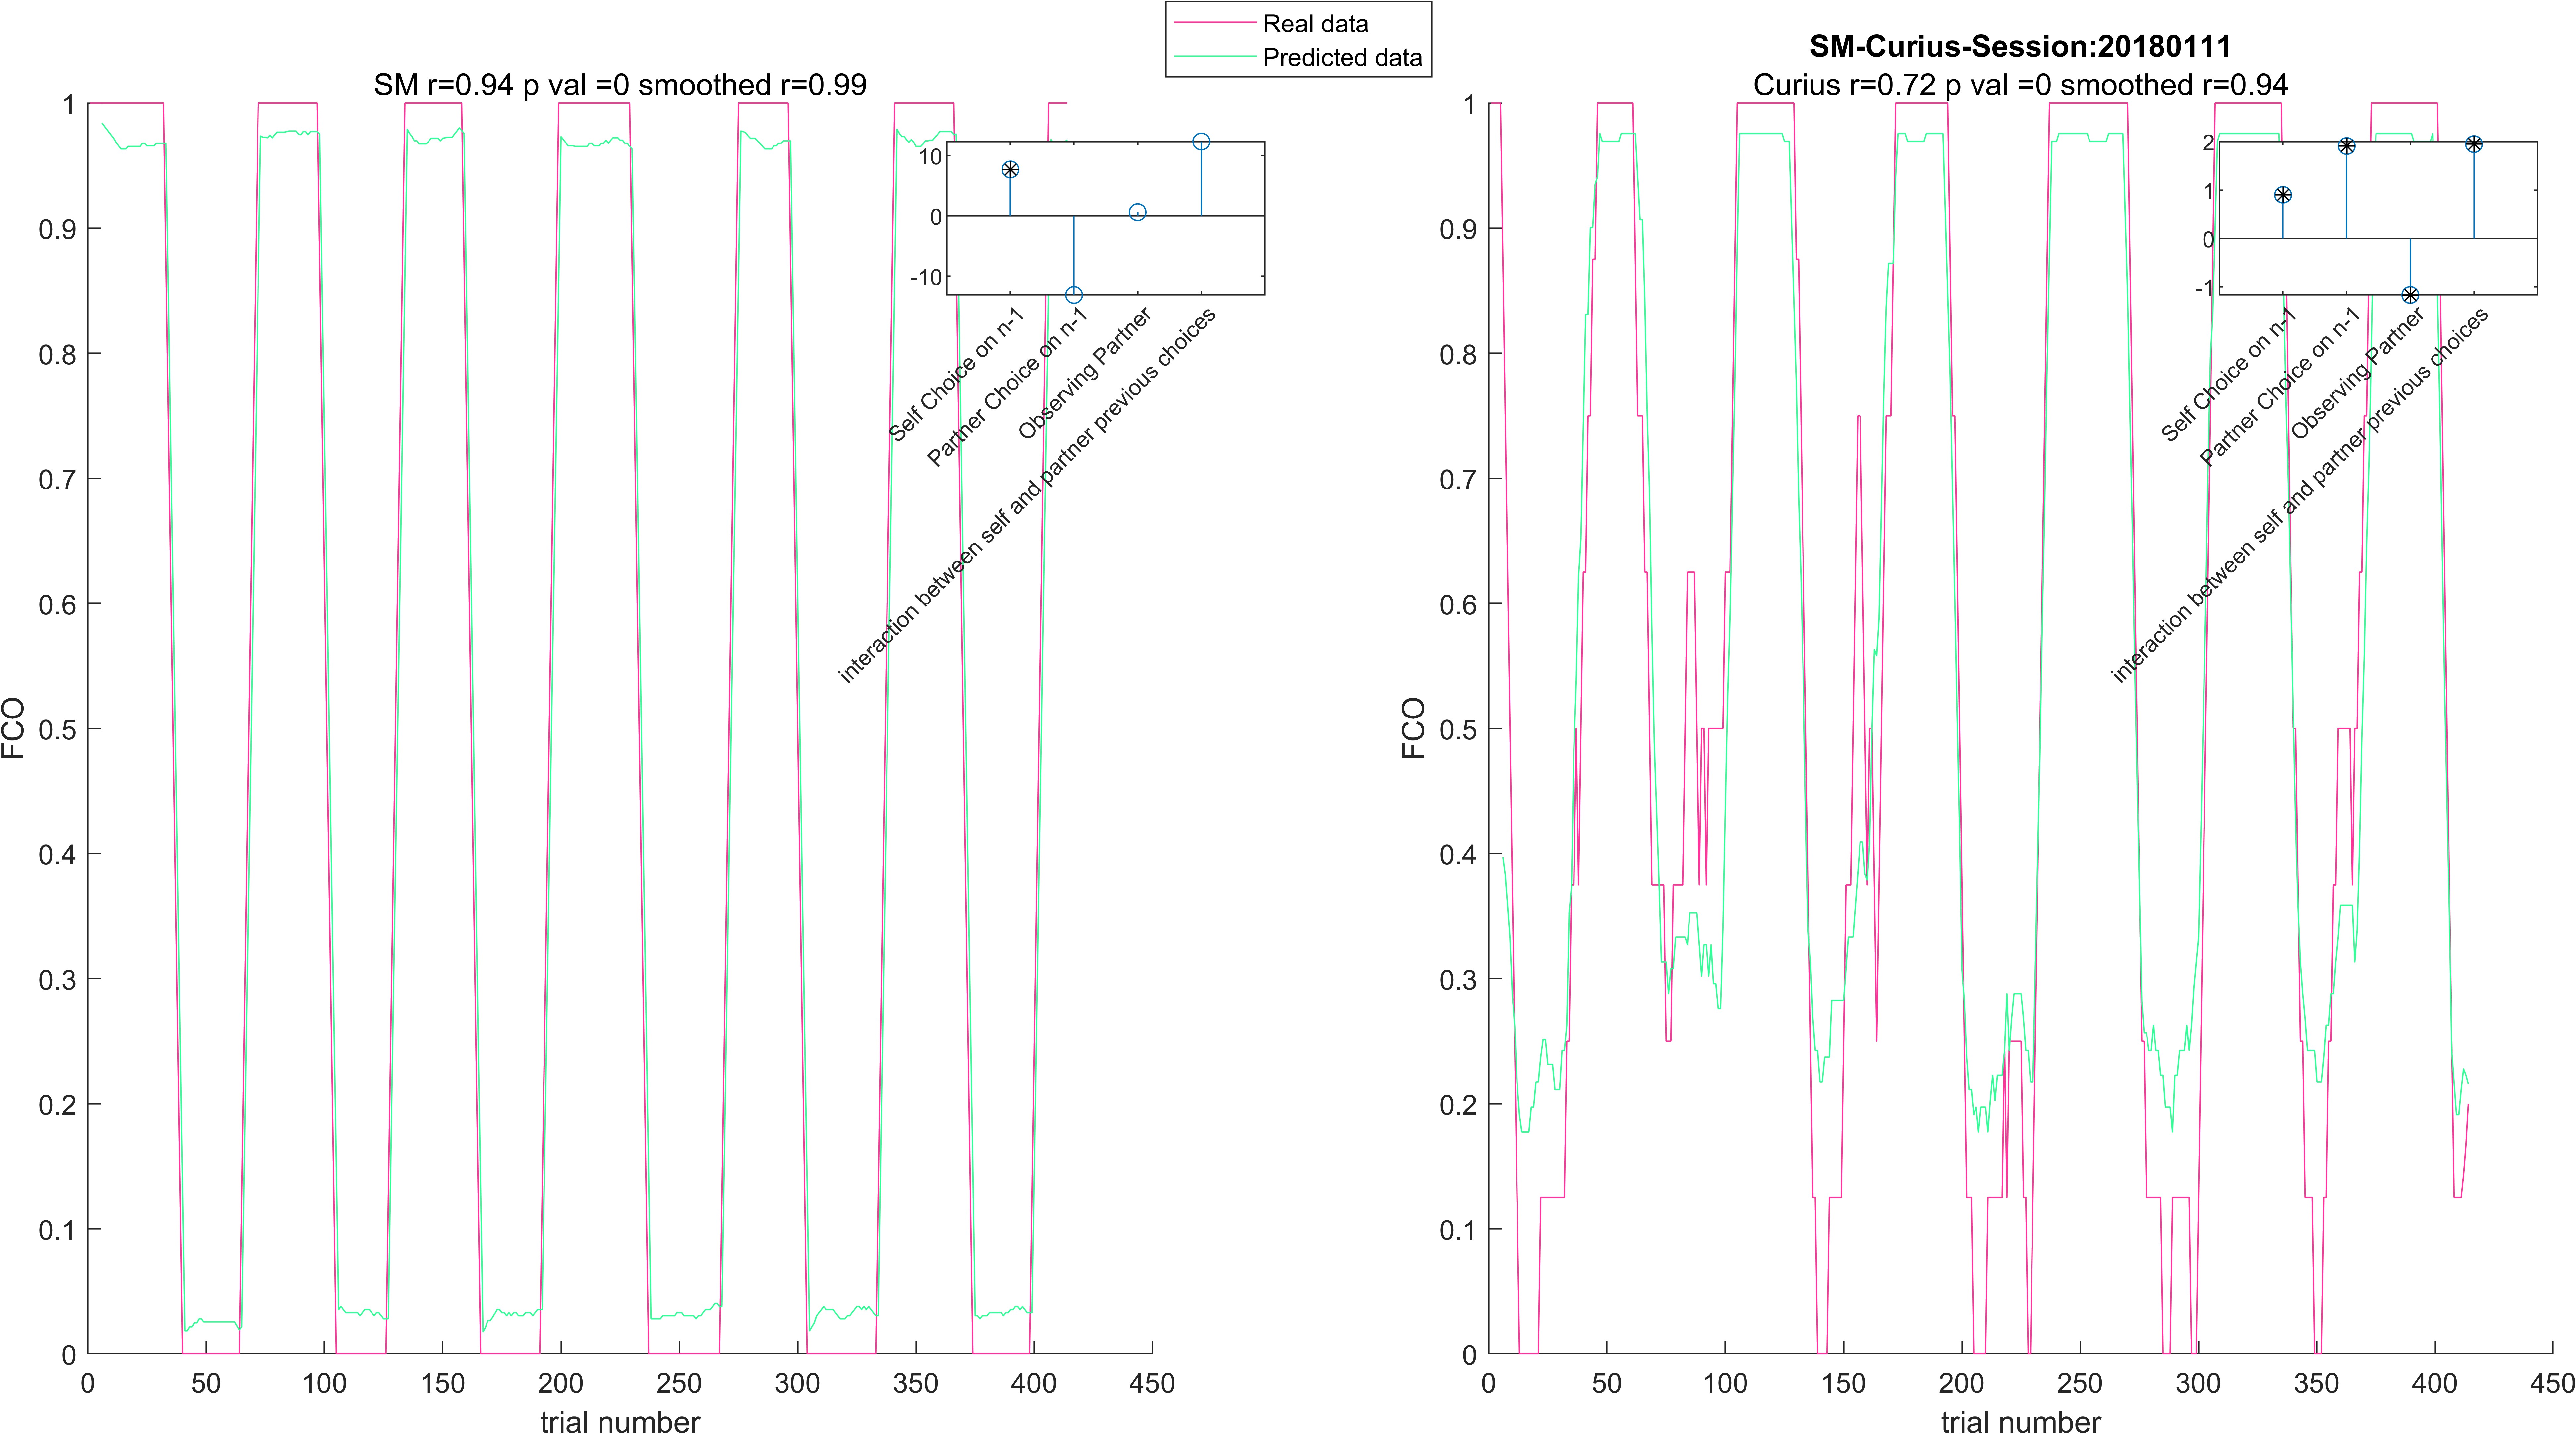 Real data
Predicted data
SM r=0.94 p val =0 smoothed r=0.99
FCO
1
0.9
0.8
0.7
0.6
0.5
0.4
0.3
0.2
0.1
0
0 50 100 150 200 250 300 350 400 450
trial number
10
0
-10
Self Choice on n-1
Partner Choice on n-1
Observing Partner
interaction between self and partner previous choices
SM-Curius-Session:20180111
Curius r=0.72 p val =0 smoothed r=0.94
FCO
1
0.9
0.8
0.7
0.6
0.5
0.4
0.3
0.2
0.1
0
0 50 100 150 200 250 300 350 400 450
trial number
2
1
0
-1
Self Choice on n-1
Partner Choice on n-1
Observing Partner
interaction between self and partner previous choices